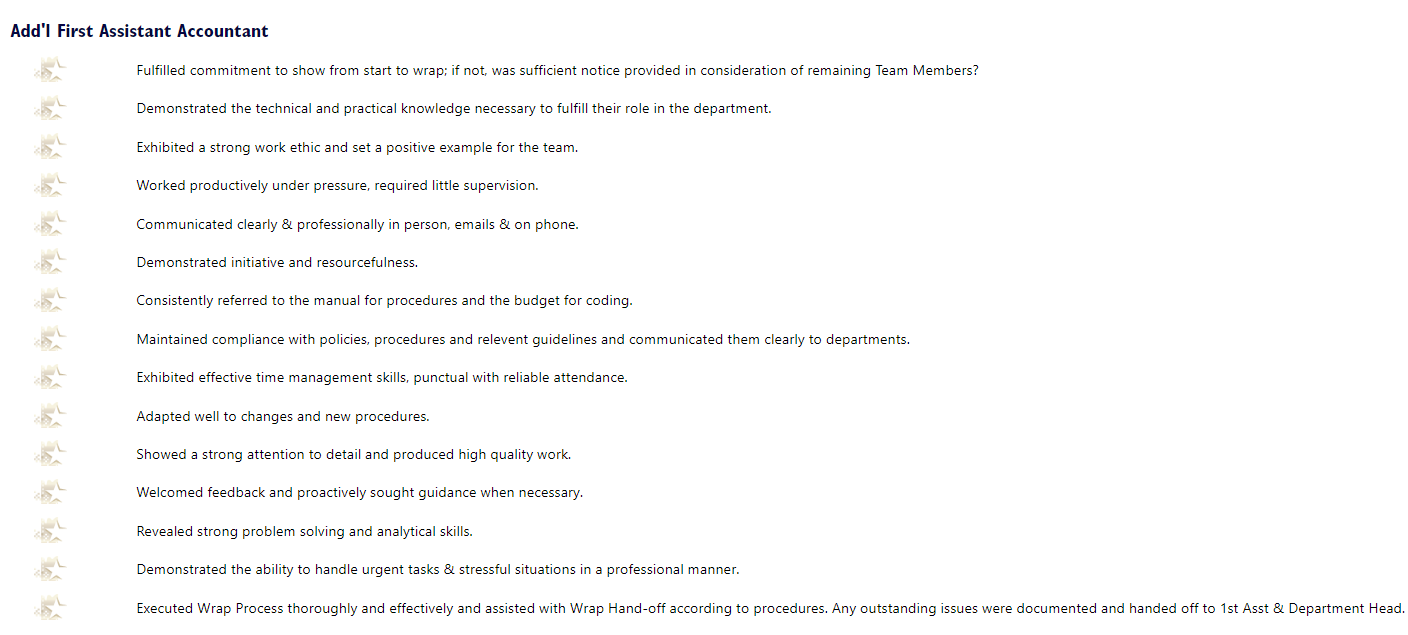 Add'l First Assistant Accountant
Fulfilled commitment to show from start to wrap; if not, was sufficient notice provided in consideration of remaining Team Members?
Demonstrated the technical and practical knowledge necessary to fulfill their role in the department.
Exhibited a strong work ethic and set a positive example for the team.
Worked productively under pressure, required little supervision.
Communicated clearly & professionally in person, emails & on phone.
Demonstrated initiative and resourcefulness.
Consistently referred to the manual for procedures and the budget for coding.
Maintained compliance with policies, procedures and relevent guidelines and communicated them clearly to departments.
Exhibited effective time management skills, punctual with reliable attendance.
Adapted well to changes and new procedures.
Showed a strong attention to detail and produced high quality work.
Welcomed feedback and proactively sought guidance when necessary.
Revealed strong problem solving and analytical skills.
Demonstrated the ability to handle urgent tasks & stressful situations in a professional manner.
Executed Wrap Process thoroughly and effectively and assisted with Wrap Hand-off according to procedures. Any outstanding issues were documented and handed off to 1st Asst & Department Head.